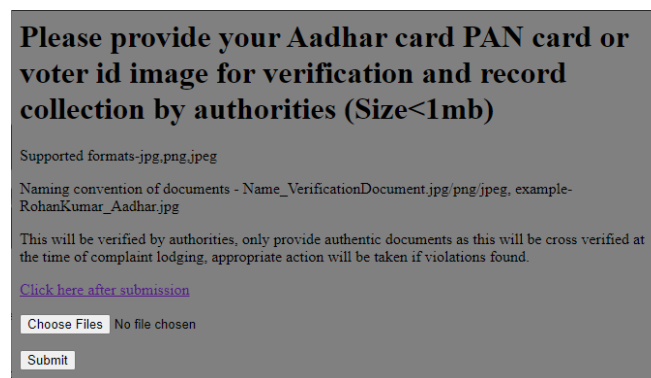 Please provide your Aadhar card PAN card or
voter id image for verification and record
collection by authorities (Size<1mb)
Supported formats-jpg,png,jpeg
Naming convention of documents - Name_VerificationDocument.jpg/png/jpeg, example-
RohanKumar_Aadhar.jpg
This will be verified by authorities, only provide authentic documents as this will be cross verified at
the time of complaint lodging, appropriate action will be taken if violations found.
Click here after submission
Choose Files No file chosen
Submit